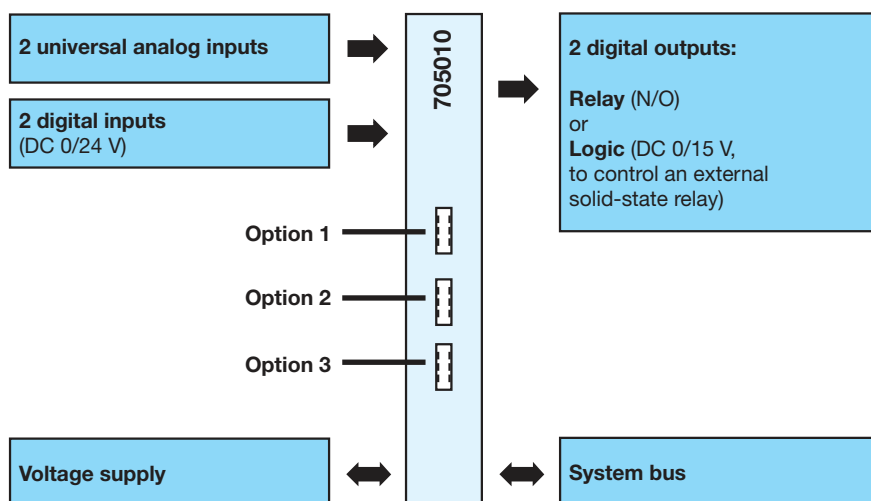 2 universal analog inputs
2 digital inputs
(DC 0/24 V)
705010
2 digital outputs:
Relay (N/O)
or
Logic (DC 0/15 V,
to control an external
solid-state relay)
Option 1
Option 2
Option 3
Voltage supply
System bus